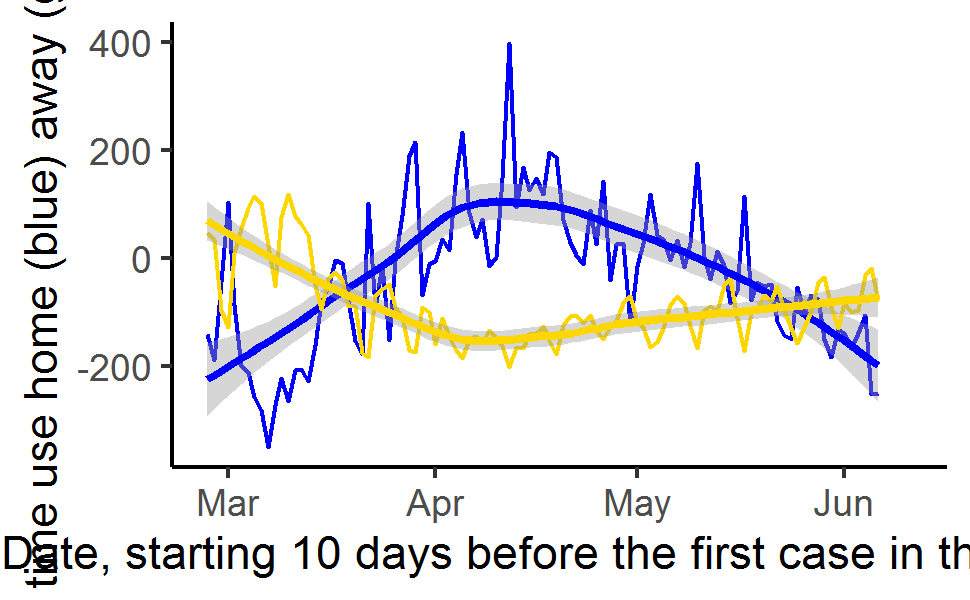 time use home (blue) away (
400
200
0
-200
Mar Apr May Jun
Date, starting 10 days before the first case in th